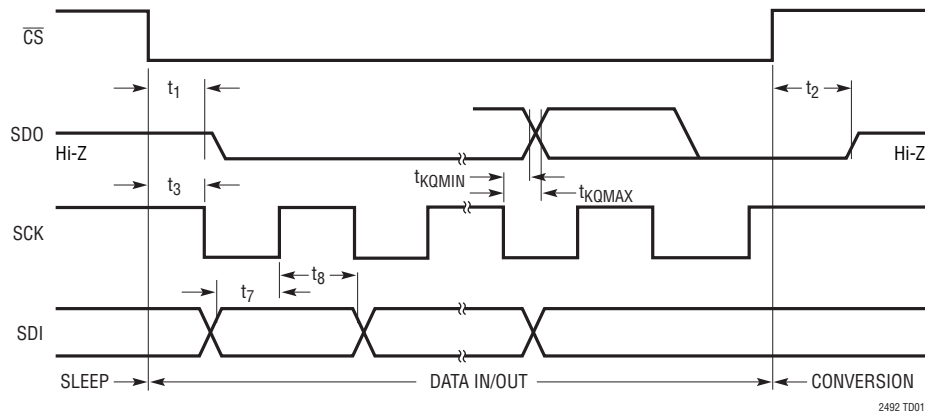 CS
t1
t2
SDO
Hi-Z
Hi-Z
tKQMIN
tKQMAX
t3
SCK
t8
t7
SDI
SLEEP
DATA IN/OUT
CONVERSION
2492 TD01